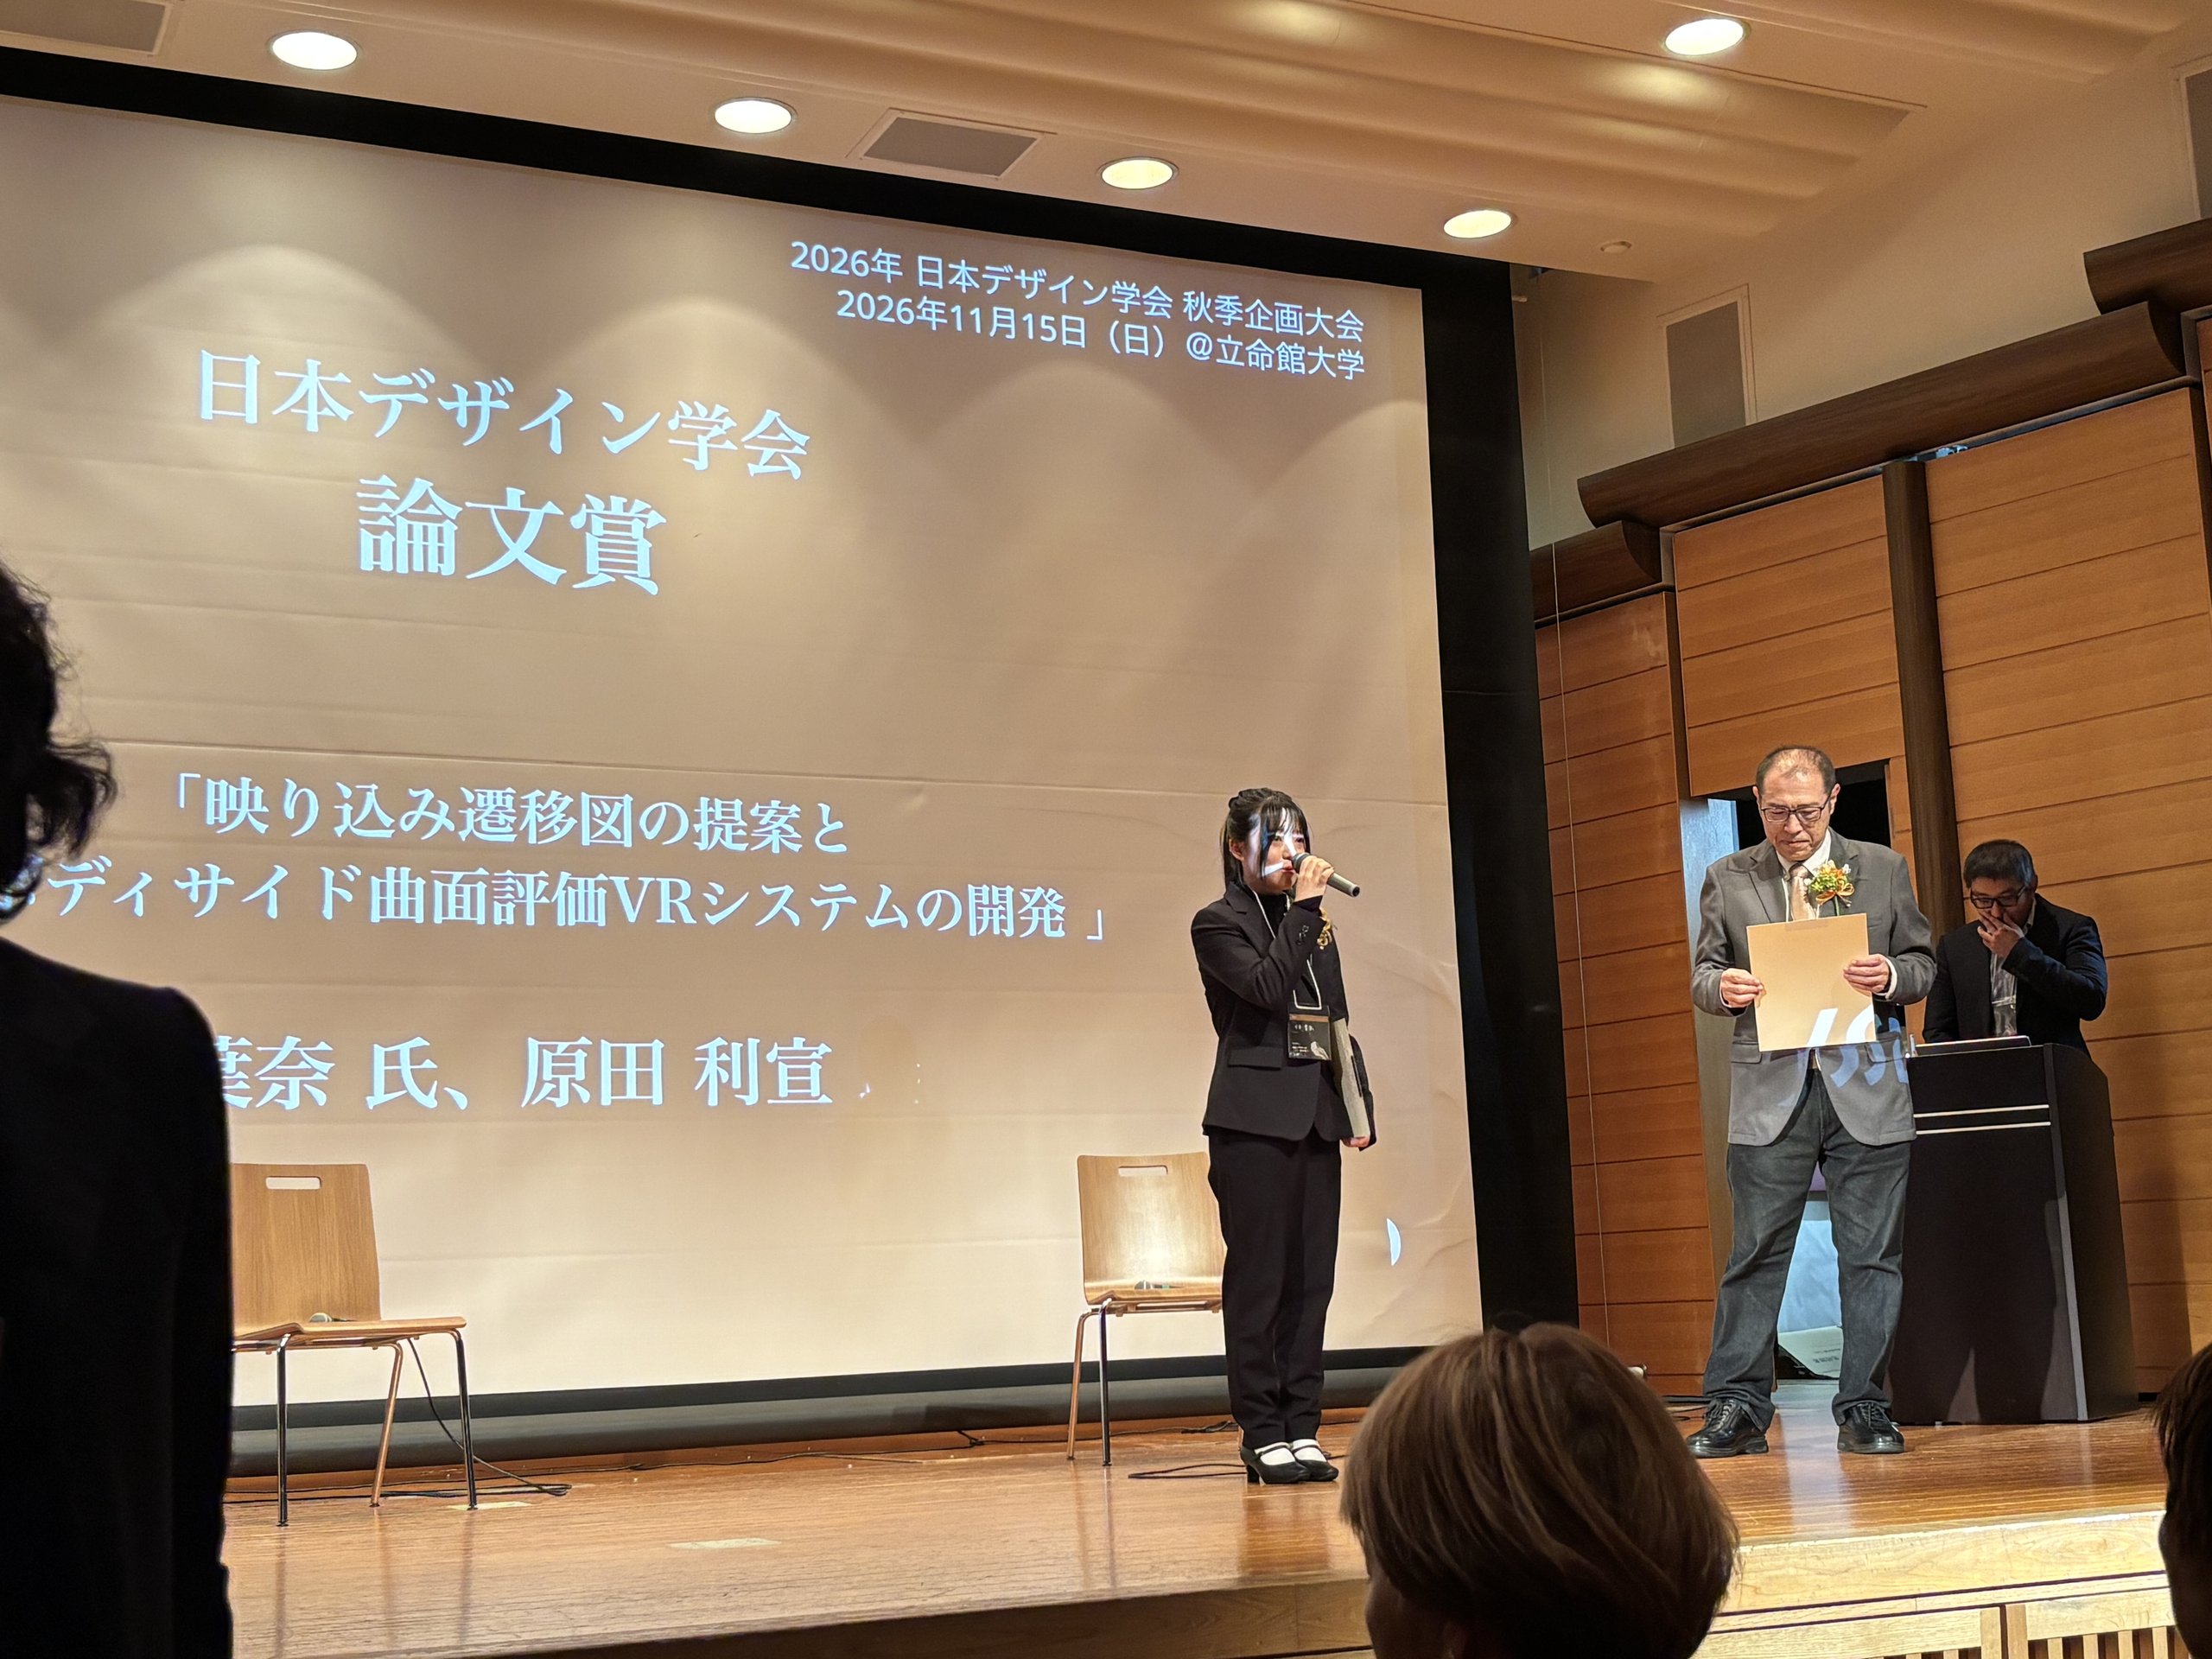 2026年 日本デザイン学会 秋季企画大会
2026年11月15日（日）@立命館大学
日本デザイン学会
論文賞
「映り込み遷移図の提案と
ディサイド曲面評価VRシステムの開発 」
葉奈 氏、原田 利宣